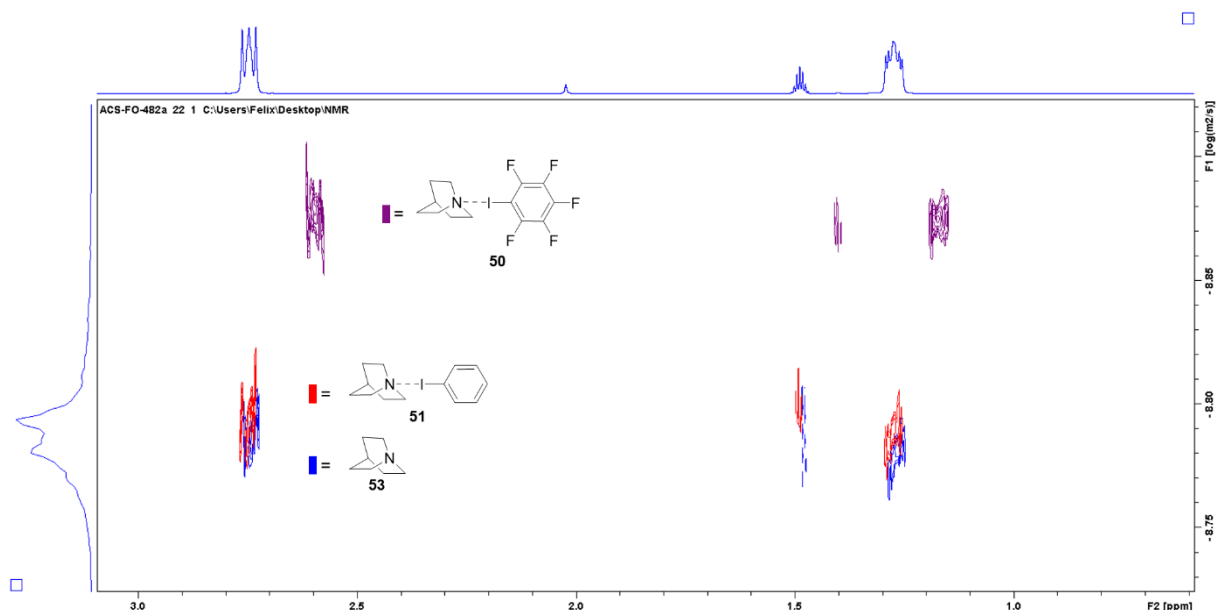 ACS-FO-482a 22 1 C:\Users\Felix\Desktop\NMR
F1 [log(m2/s)]
-8.85
-8.80
-8.75
= N I F F F F F
50
= N I
51
= N
53
3.0 2.5 2.0 1.5 1.0 F2 [ppm]